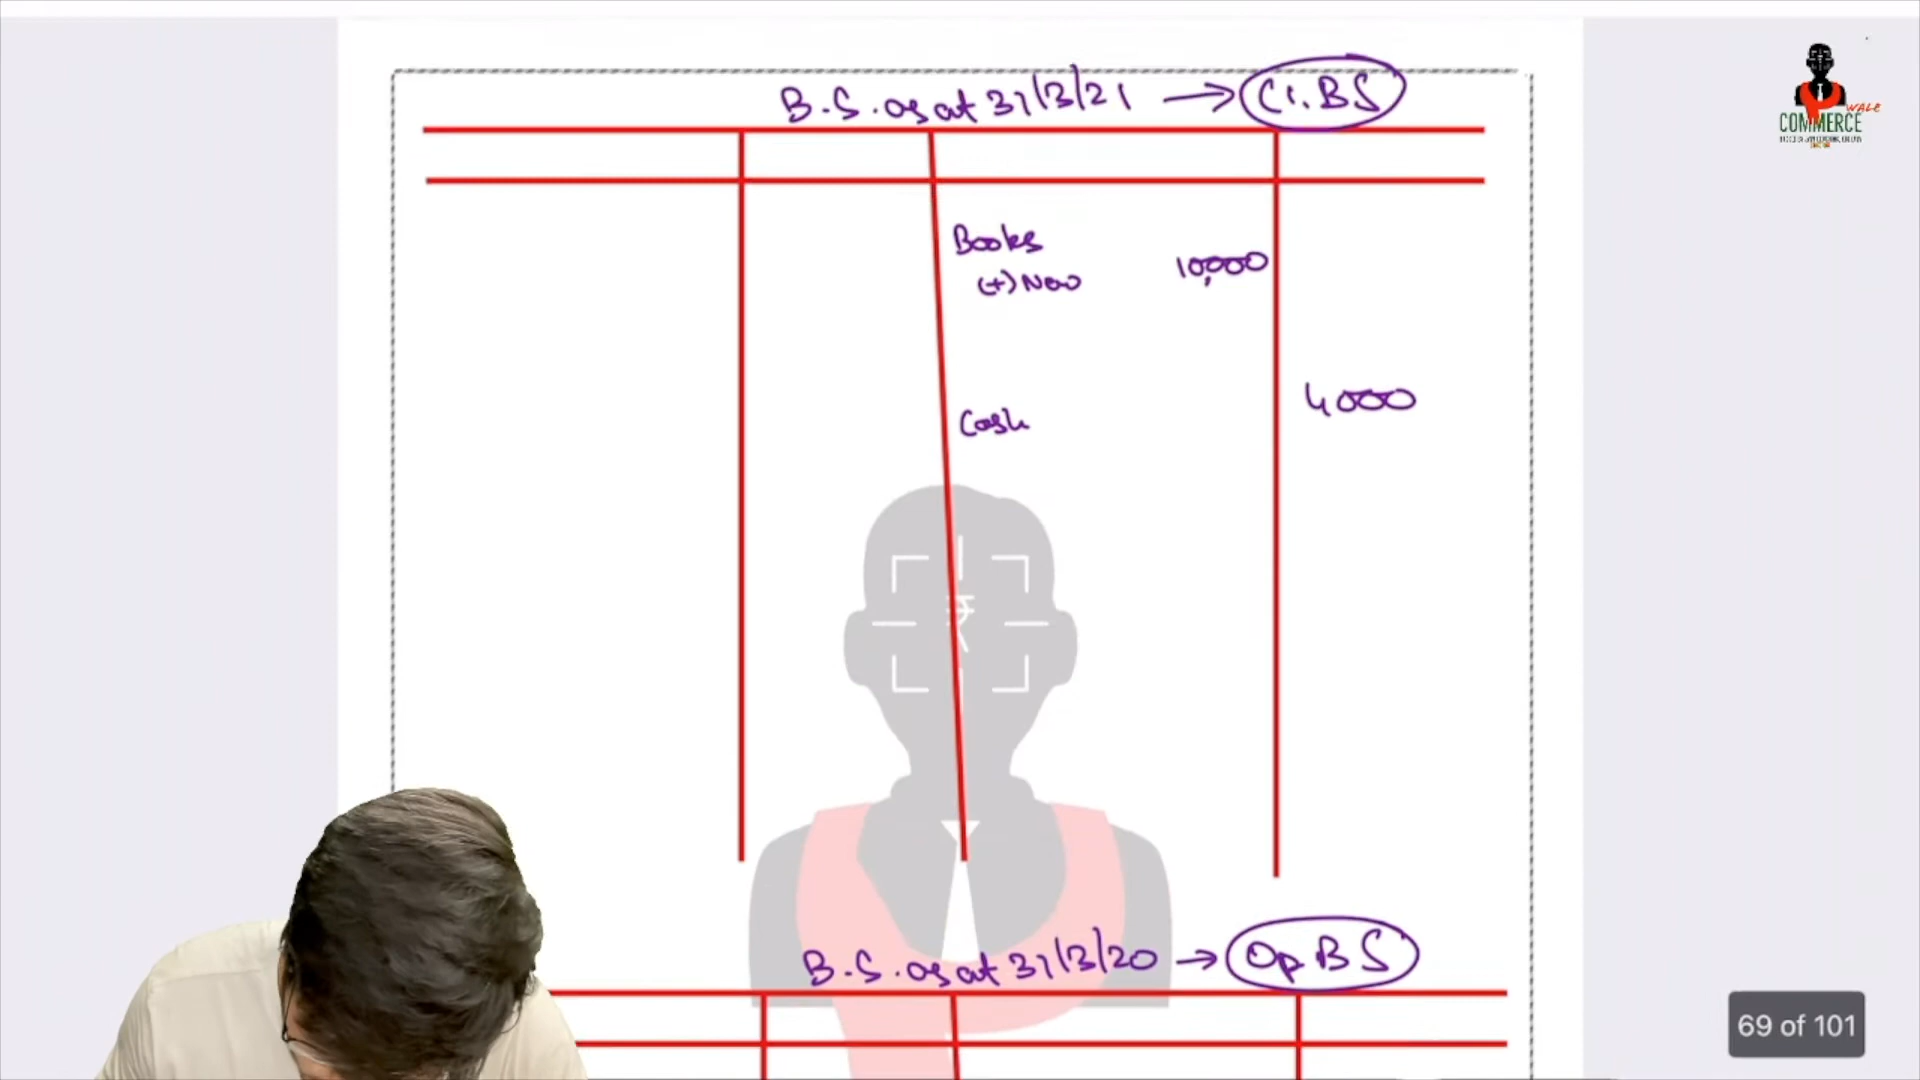 B.S. as at 31/3/21 → Cl. BS
WALE
COMMERCE
Books
(+) New 10,000
Cash 4000
₹
B.S. as at 31/3/20 → Op BS
69 of 101